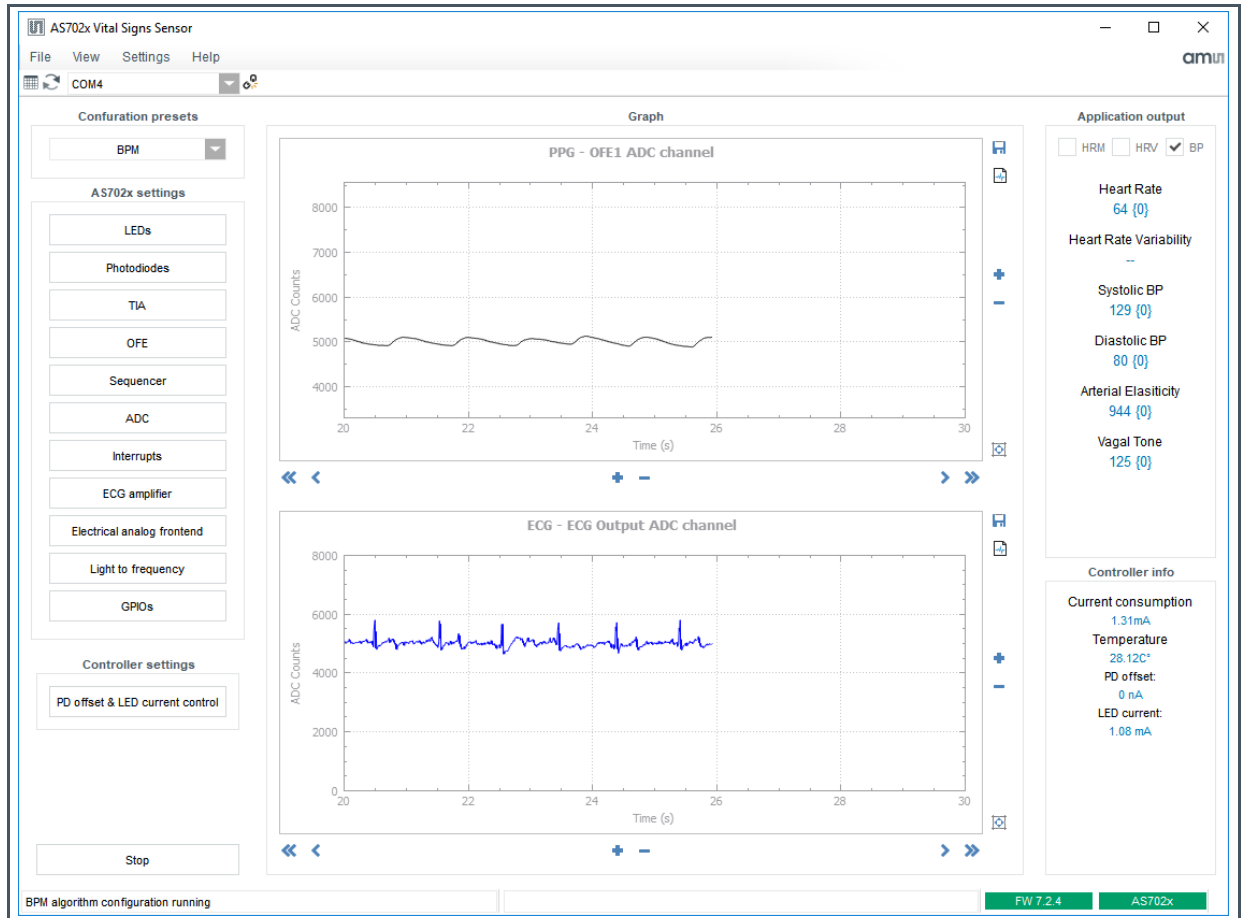 AS702x Vital Signs Sensor
File View Settings Help
amu
COM4
Confuration presets
BPM
AS702x settings
LEDs
Photodiodes
TIA
OFE
Sequencer
ADC
Interrupts
ECG amplifier
Electrical analog frontend
Light to frequency
GPIOs
Controller settings
PD offset & LED current control
Stop
Graph
PPG - OFE1 ADC channel
ADC Counts
8000
7000
6000
5000
4000
20 22 24 26 28 30
Time (s)
ECG - ECG Output ADC channel
ADC Counts
8000
6000
4000
2000
0
20 22 24 26 28 30
Time (s)
Application output
HRM HRV BP
Heart Rate
64 {0}
Heart Rate Variability
--
Systolic BP
129 {0}
Diastolic BP
80 {0}
Arterial Elasiticity
944 {0}
Vagal Tone
125 {0}
Controller info
Current consumption
1.31mA
Temperature
28.12C°
PD offset:
0 nA
LED current:
1.08 mA
BPM algorithm configuration running
FW 7.2.4
AS702x